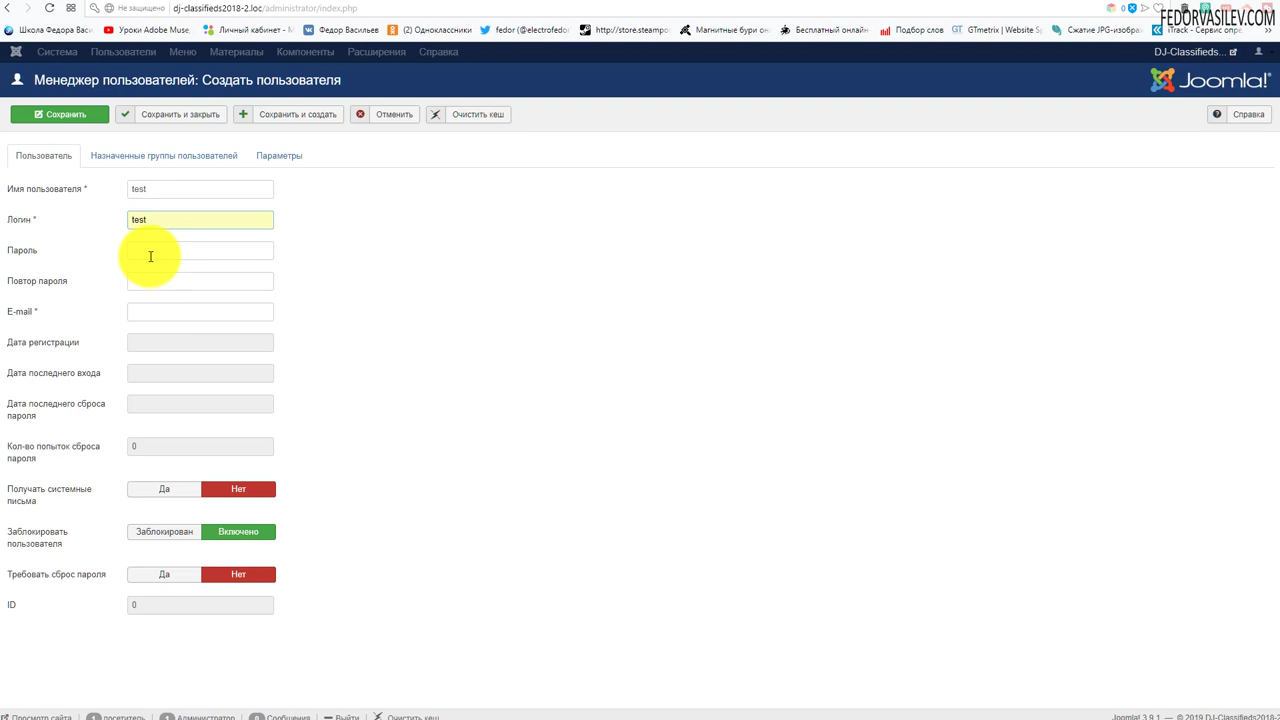 dj-classifieds2018-2.loc/administrator/index.php
Не защищено
0
FEDORVASILEV.COM
Школа Федора Васи
Уроки Adobe Muse,
Личный кабинет - М
Федор Васильев
(2) Одноклассники
fedor (@electrofedo
http://store.steampo
Магнитные бури он
Бесплатный онлай
Подбор слов
GTmetrix | Website Sp
Сжатие JPG-изображ
iTrack - Сервис опре
Система
Пользователи
Меню
Материалы
Компоненты
Расширения
Справка
DJ-Classifieds...
Менеджер пользователей: Создать пользователя
Joomla!
Сохранить
Сохранить и закрыть
Сохранить и создать
Отменить
Очистить кеш
Справка
Пользователь
Назначенные группы пользователей
Параметры
Имя пользователя *
test
Логин *
test
Пароль
Повтор пароля
E-mail *
Дата регистрации
Дата последнего входа
Дата последнего сброса
пароля
Кол-во попыток сброса
пароля
0
Получать системные
письма
Да
Нет
Заблокировать
пользователя
Заблокирован
Включено
Требовать сброс пароля
Да
Нет
ID
0
Просмотр сайта
1
посетитель
1
Администратор
0
Сообщения
Выйти
Очистить кеш
Joomla! 3.9.1 — © 2019 DJ-Classifieds2018-2